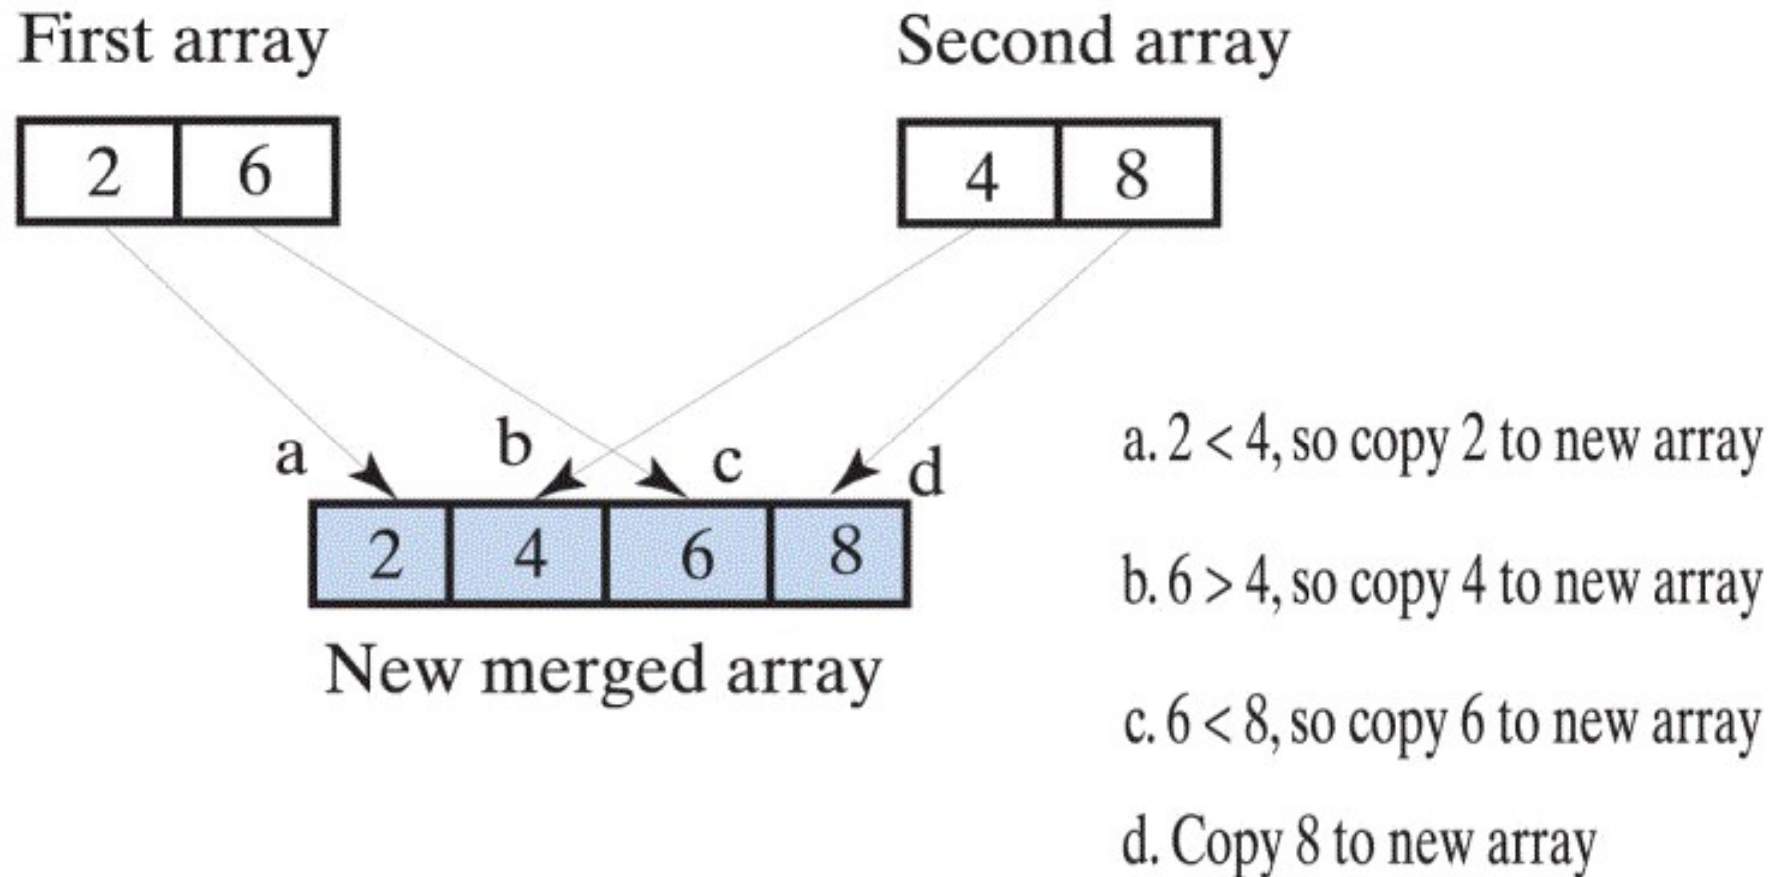 First array
Second array
2 6
4 8
a
b
c
d
2 4 6 8
New merged array
a. 2 < 4, so copy 2 to new array
b. 6 > 4, so copy 4 to new array
c. 6 < 8, so copy 6 to new array
d. Copy 8 to new array